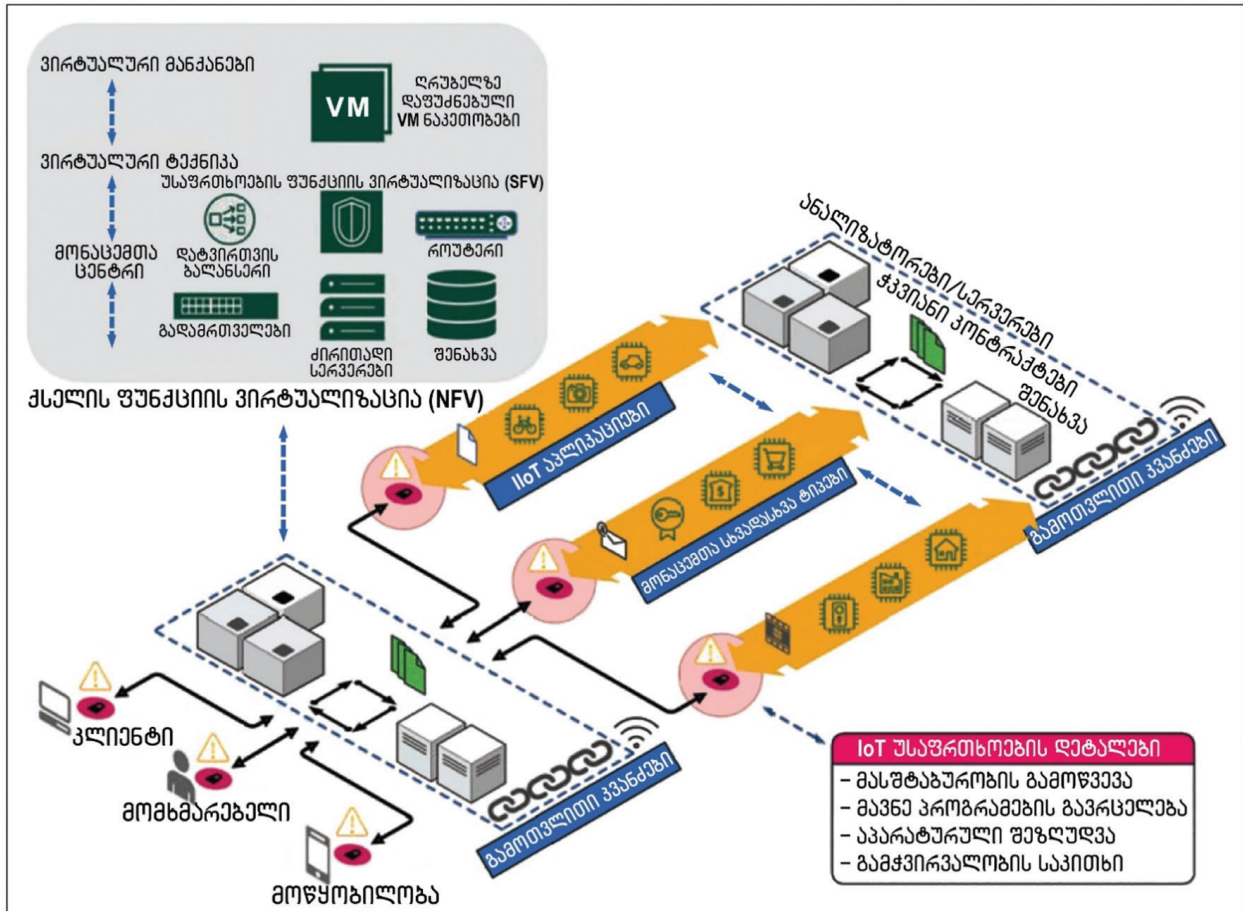 ვირტუალური მანქანები
VM
ღრუბელზე
დაფუძნებული
VM ნაკეთობები
ვირტუალური ტექნიკა
უსაფრთხოების ფუნქციის ვირტუალიზაცია (SFV)
მონაცემთა
ცენტრი
დატვირთვის
ბალანსერი
როუტერი
გადამრთველები
ძირითადი
სერვერები
შენახვა
ქსელის ფუნქციის ვირტუალიზაცია (NFV)
ანალიზატორები/სერვერები
ჭკვიანი კონტრაქტები
შენახვა
გამოთვლითი კვანძები
IIoT აპლიკაციები
მონაცემთა სხვადასხვა ტიპები
კლიენტი
მომხმარებელი
მოწყობილობა
გამოთვლითი კვანძები
IoT უსაფრთხოების დეტალები
– მასშტაბურობის გამოწვევა
– მავნე პროგრამების გავრცელება
– აპარატურული შეზღუდვა
– გამჭვირვალობის საკითხი